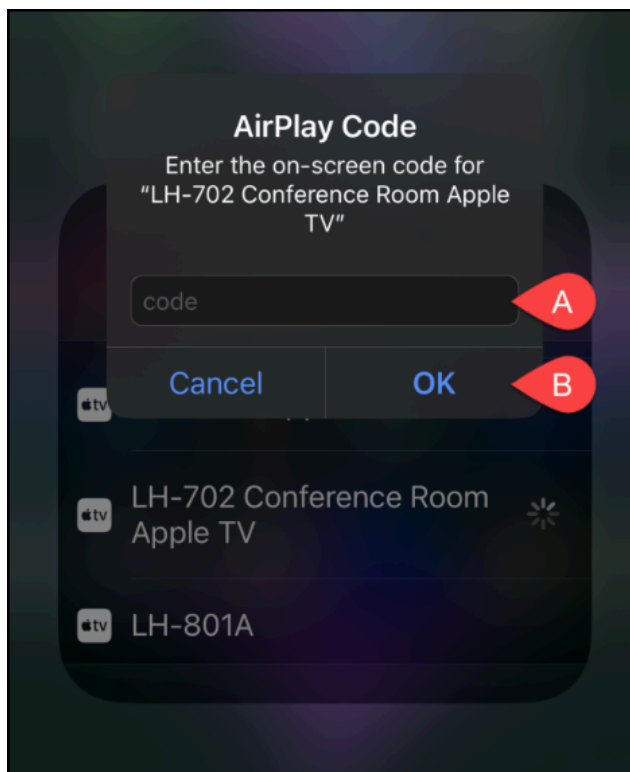 AirPlay Code
Enter the on-screen code for
“LH-702 Conference Room Apple
TV”
code
A
Cancel
OK
B
tv
tv
LH-702 Conference Room
Apple TV
tv
LH-801A